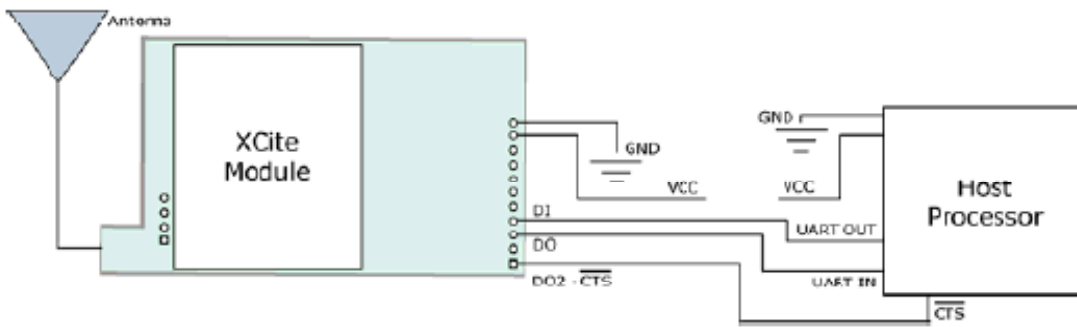 Antenna
XCite
Module
GND
VCC
DI
DO
DO2 - CTS
GND
VCC
UART OUT
UART IN
CTS
Host
Processor